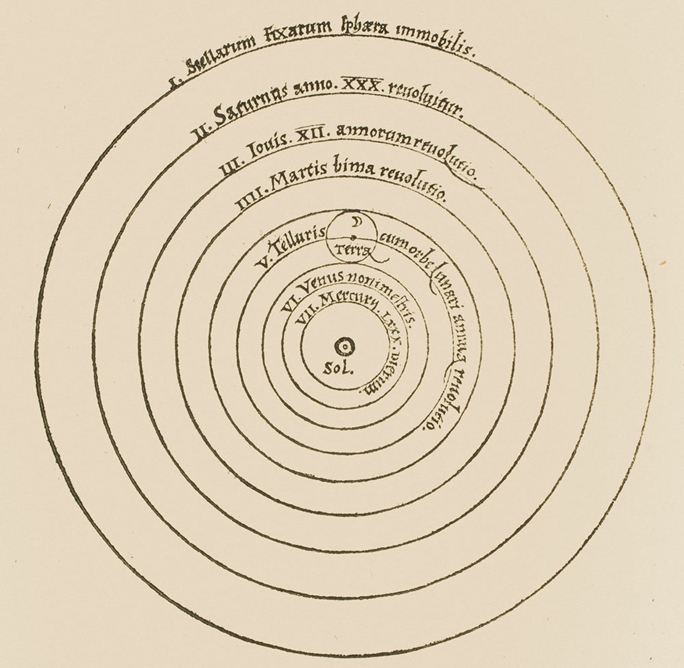 I. Stellarum fixarum sphæra immobilis.
II. Saturnus anno. XXX. reuoluitur.
III. Iouis. XII. annorum reuolutio.
IIII. Martis bima reuolutio.
V. Telluris cum orbe lunari annua reuolutio.
Terra
VI. Venus nonimestris.
VII. Mercurij. LXXX. dierum.
Sol.